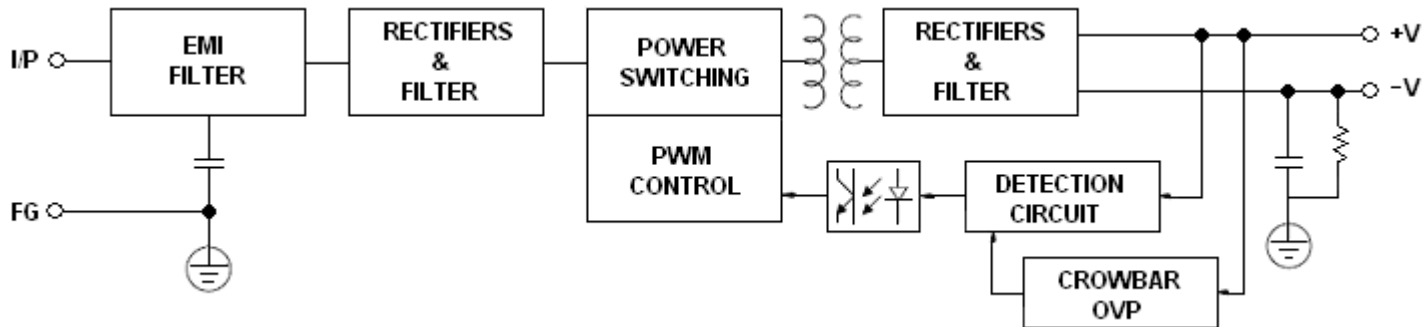 I/P
EMI
FILTER
RECTIFIERS
&
FILTER
POWER
SWITCHING
RECTIFIERS
&
FILTER
+V
−V
PWM
CONTROL
DETECTION
CIRCUIT
FG
CROWBAR
OVP